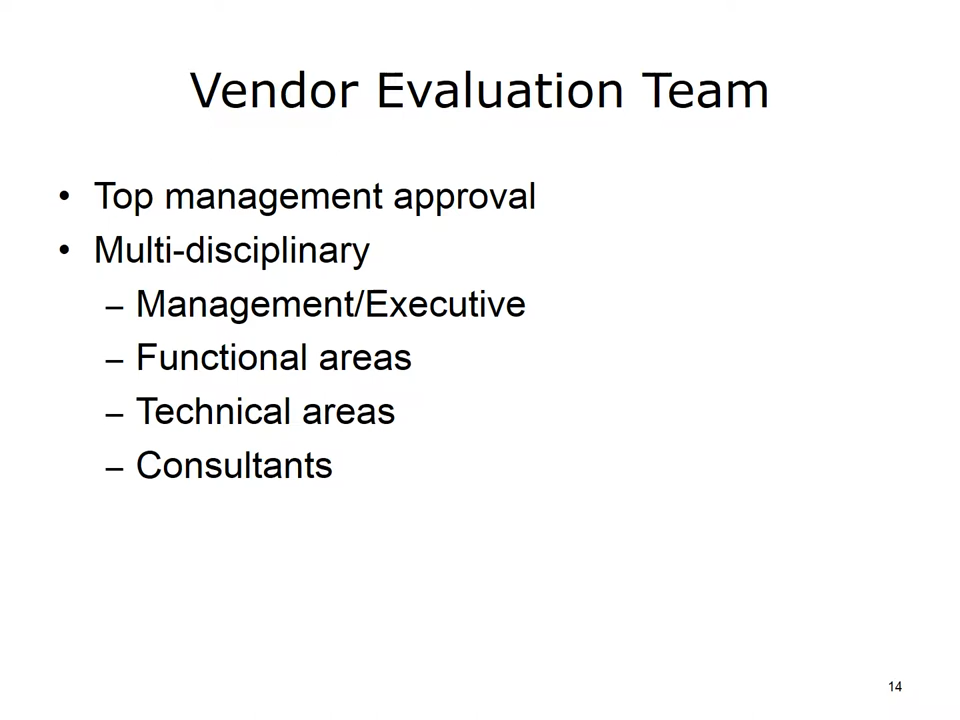 Vendor Evaluation Team
• Top management approval
• Multi-disciplinary
– Management/Executive
– Functional areas
– Technical areas
– Consultants
14